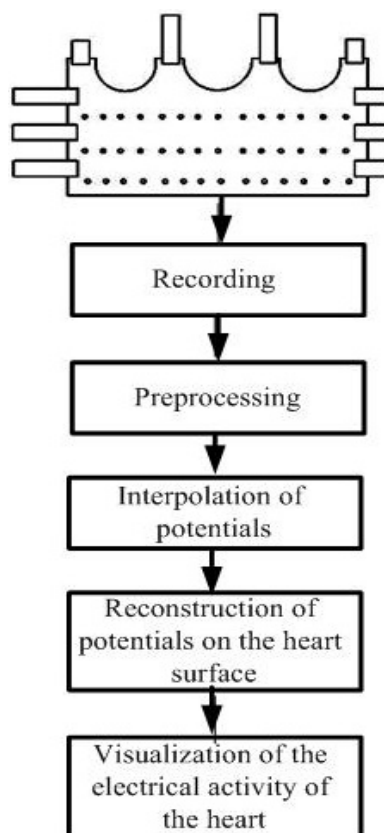 Recording
Preprocessing
Interpolation of
potentials
Reconstruction of
potentials on the heart
surface
Visualization of the
electrical activity of
the heart